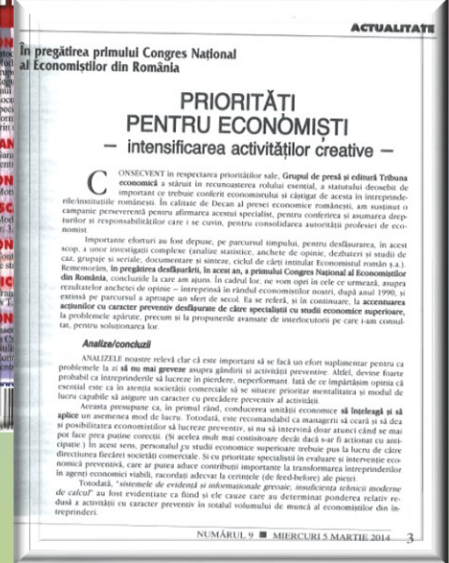 ACTUALITATE
În pregătirea primului Congres Național
al Economiștilor din România
PRIORITĂȚI
PENTRU ECONOMIȘTI
– intensificarea activităților creative –
CONSECVENT în respectarea priorităților sale, Grupul de presă și editură Tribuna
economică a stăruit în recunoașterea rolului esențial, a statutului deosebit de
important ce trebuie conferit economistului și câștigat de acesta în întreprinde-
rile/instituțiile românești. În calitate de Decan al presei economice românești, am susținut o
campanie perseverentă pentru afirmarea acestui specialist, pentru conferirea și asumarea drep-
turilor și responsabilităților care i se cuvin, pentru consolidarea autorității profesiei de eco-
nomist.
Importante eforturi au fost depuse, pe parcursul timpului, pentru desfășurarea, în acest
scop, a unor investigații complexe (analize statistice, anchete de opinie, dezbateri și studii de
caz, grupaje și seriale, documentare și sinteze, ciclul de cărți intitulat Economistul român ș.a.).
Rememorăm, în pregătirea desfășurării, în acest an, a primului Congres Național al Economiștilor
din România, concluziile la care am ajuns. În cadrul lor, ne vom opri în cele ce urmează, asupra
rezultatelor anchetei de opinie – întreprinsă în rândul economiștilor noștri, după anul 1990, și
extinsă pe parcursul a aproape un sfert de secol. Ea se referă, și în continuare, la accentuarea
acțiunilor cu caracter preventiv desfășurate de către specialiștii cu studii economice superioare,
la problemele apărute, precum și la propunerile avansate de interlocutorii pe care i-am consul-
tat, pentru soluționarea lor.
Analize/concluzii
ANALIZELE noastre relevă clar că este important să se facă un efort suplimentar pentru ca
problemele la zi să nu mai greveze asupra gândirii și activității preventive. Altfel, devine foarte
probabil ca întreprinderile să lucreze în pierdere, neperformant. Iată de ce împărtășim opinia că
esențial este ca în atenția societății comerciale să se situeze prioritar mentalitatea și modul de
lucru capabile să asigure un caracter cu precădere preventiv al activității.
Aceasta presupune ca, în primul rând, conducerea unității economice să înțeleagă și să
aplice un asemenea mod de lucru. Totodată, este recomandabil ca managerii să ceară și să dea
și posibilitatea economiștilor să lucreze preventiv, și nu să intervină doar atunci când se mai
pot face prea puține corecții. (Și acelea mult mai costisitoare decât dacă s-ar fi acționat cu anti-
cipație.) În acest sens, personalul cu studii economice superioare trebuie pus la lucru de către
direcțiunea fiecărei societăți comerciale. Și cu prioritate specialiștii în evaluare și intervenție eco-
nomică preventivă, care ar putea aduce contribuții importante la transformarea întreprinderilor
în agenți economici viabili, racordați adecvat la cerințele (de feed-before) ale pieței.
Totodată, "sistemele de evidență și informaționale greoaie, insuficiența tehnicii moderne
de calcul" au fost evidențiate ca fiind și ele cauze care au determinat ponderea relativ re-
dusă a activității cu caracter preventiv în totalul volumului de muncă al economiștilor din în-
treprinderi.
NUMĂRUL 9 ■ MIERCURI 5 MARTIE 2014 3